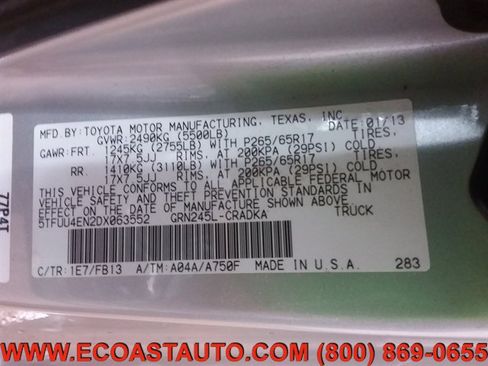 MFD.BY:TOYOTA MOTOR MANUFACTURING, TEXAS, INC.
GVWR:2490KG (5500LB) DATE:01/13
GAWR:FRT. 1245KG (2755LB) WITH P265/65R17 TIRES,
17X7.5JJ RIMS, AT 200KPA (29PSI) COLD
RR 1410KG (3110LB) WITH P265/65R17 TIRES,
17X7.5JJ RIMS, AT 200KPA (29PSI) COLD
THIS VEHICLE CONFORMS TO ALL APPLICABLE FEDERAL MOTOR
VEHICLE SAFETY AND THEFT PREVENTION STANDARDS IN
EFFECT ON THE DATE OF MANUFACTURE SHOWN ABOVE.
5TFUU4EN2DX063552 GRN245L-CRADKA TRUCK
C/TR:1E7/FB13 A/TM:A04A/A750F MADE IN U.S.A. 283
77P4T
WWW.ECOASTAUTO.COM (800) 869-0655